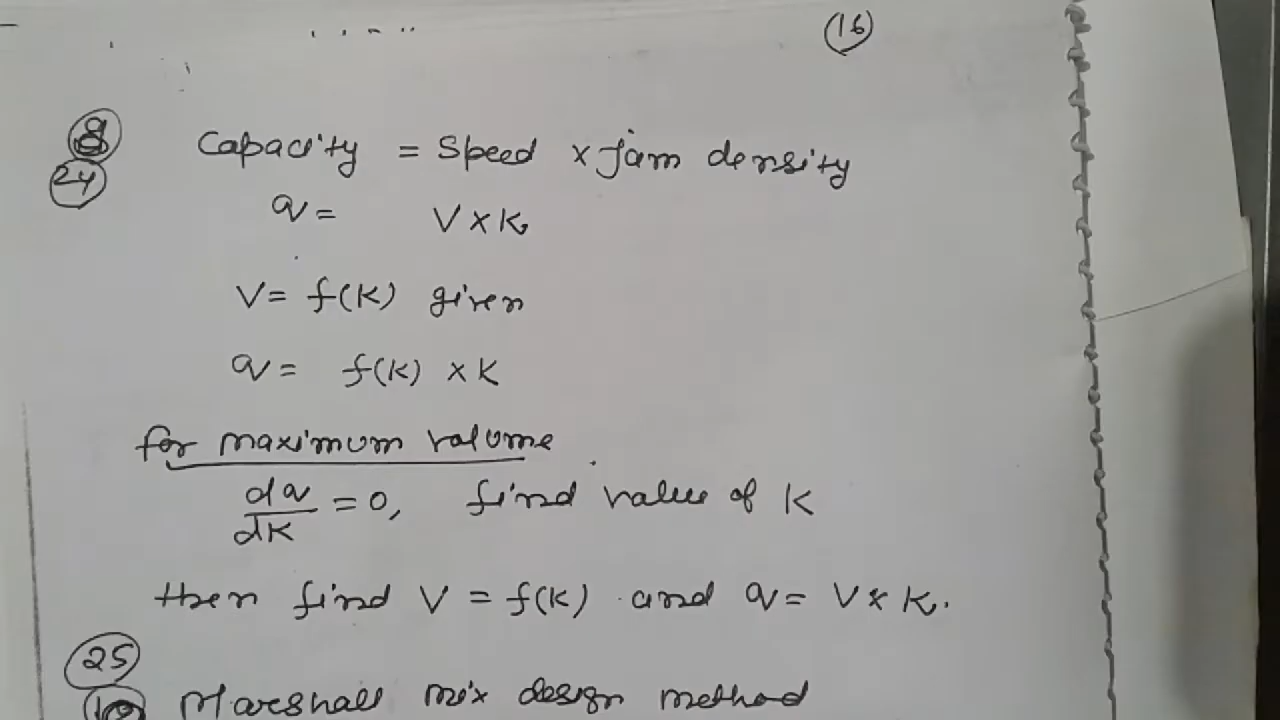 (16)
(8) Capacity = Speed × jam density
(24)
q = V × K
V = f(K) given
q = f(K) × K
for maximum volume
dq/dK = 0, find value of K
then find V = f(K) and q = V × K.
(25)
Marshall mix design method